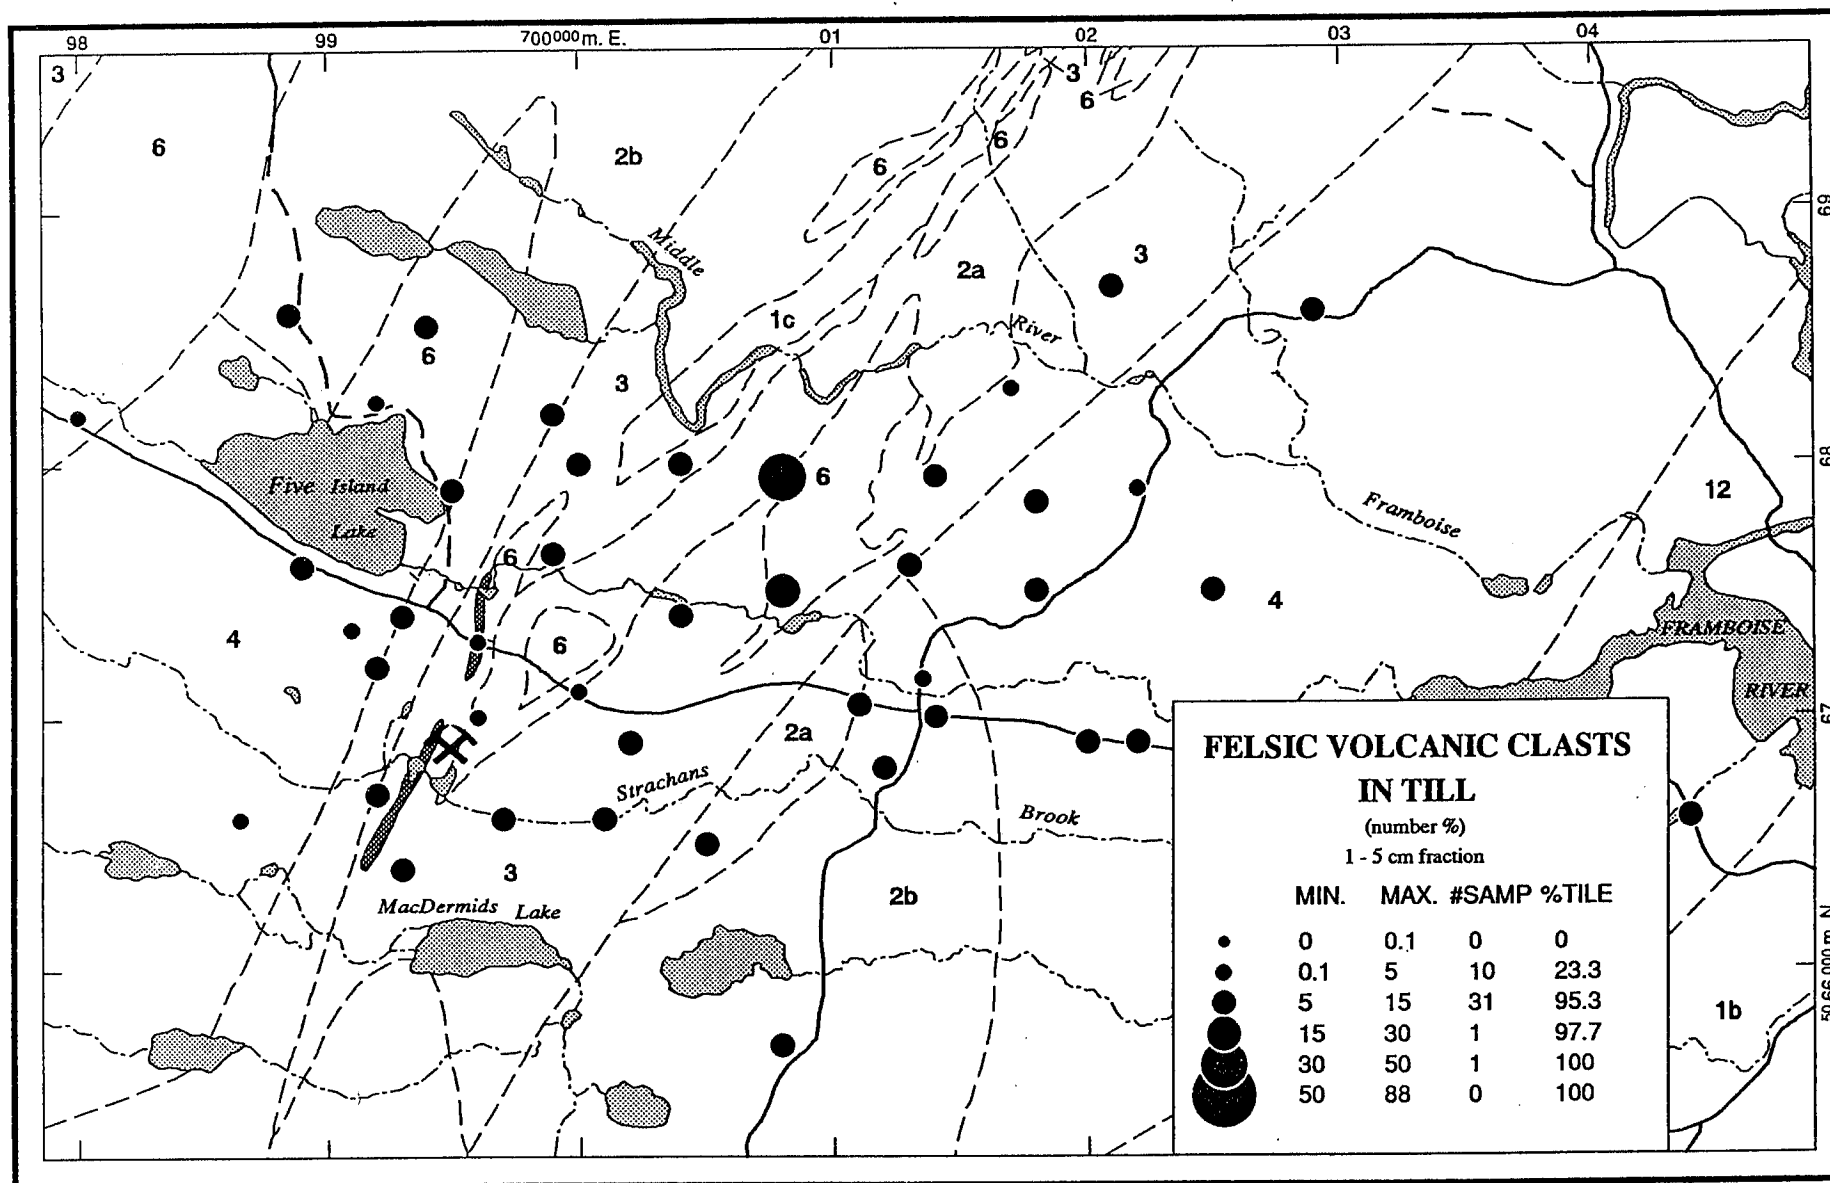 98 99 700000m. E. 01 02 03 04
3
3
6
6
6
2b
6
6
69
Middle
3
2a
1c
River
6
3
68
Five Island
Lake
6
12
Framboise
6
4
4
6
FRAMBOISE
RIVER
67
2a
Strachans
Brook
3
MacDermids Lake
2b
5066000m. N
1b
FELSIC VOLCANIC CLASTS
IN TILL
(number %)
1 - 5 cm fraction
MIN. MAX. #SAMP %TILE
0 0.1 0 0
0.1 5 10 23.3
5 15 31 95.3
15 30 1 97.7
30 50 1 100
50 88 0 100